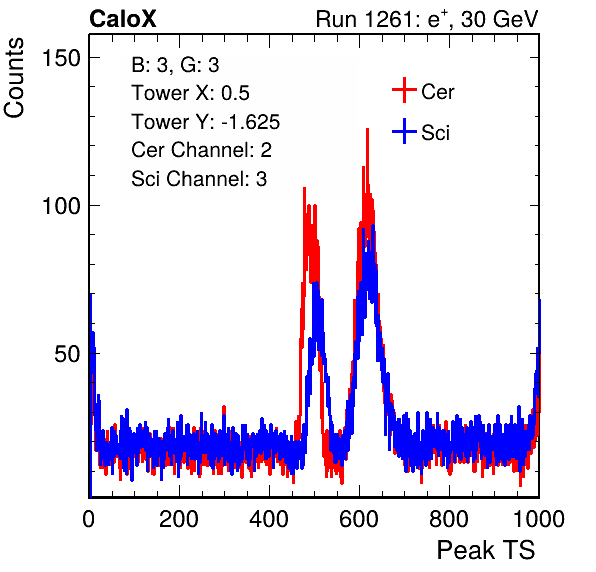 CaloX Run 1261: e⁺, 30 GeV
Counts
B: 3, G: 3
Tower X: 0.5
Tower Y: -1.625
Cer Channel: 2
Sci Channel: 3
Cer
Sci
150
100
50
0 200 400 600 800 1000
Peak TS